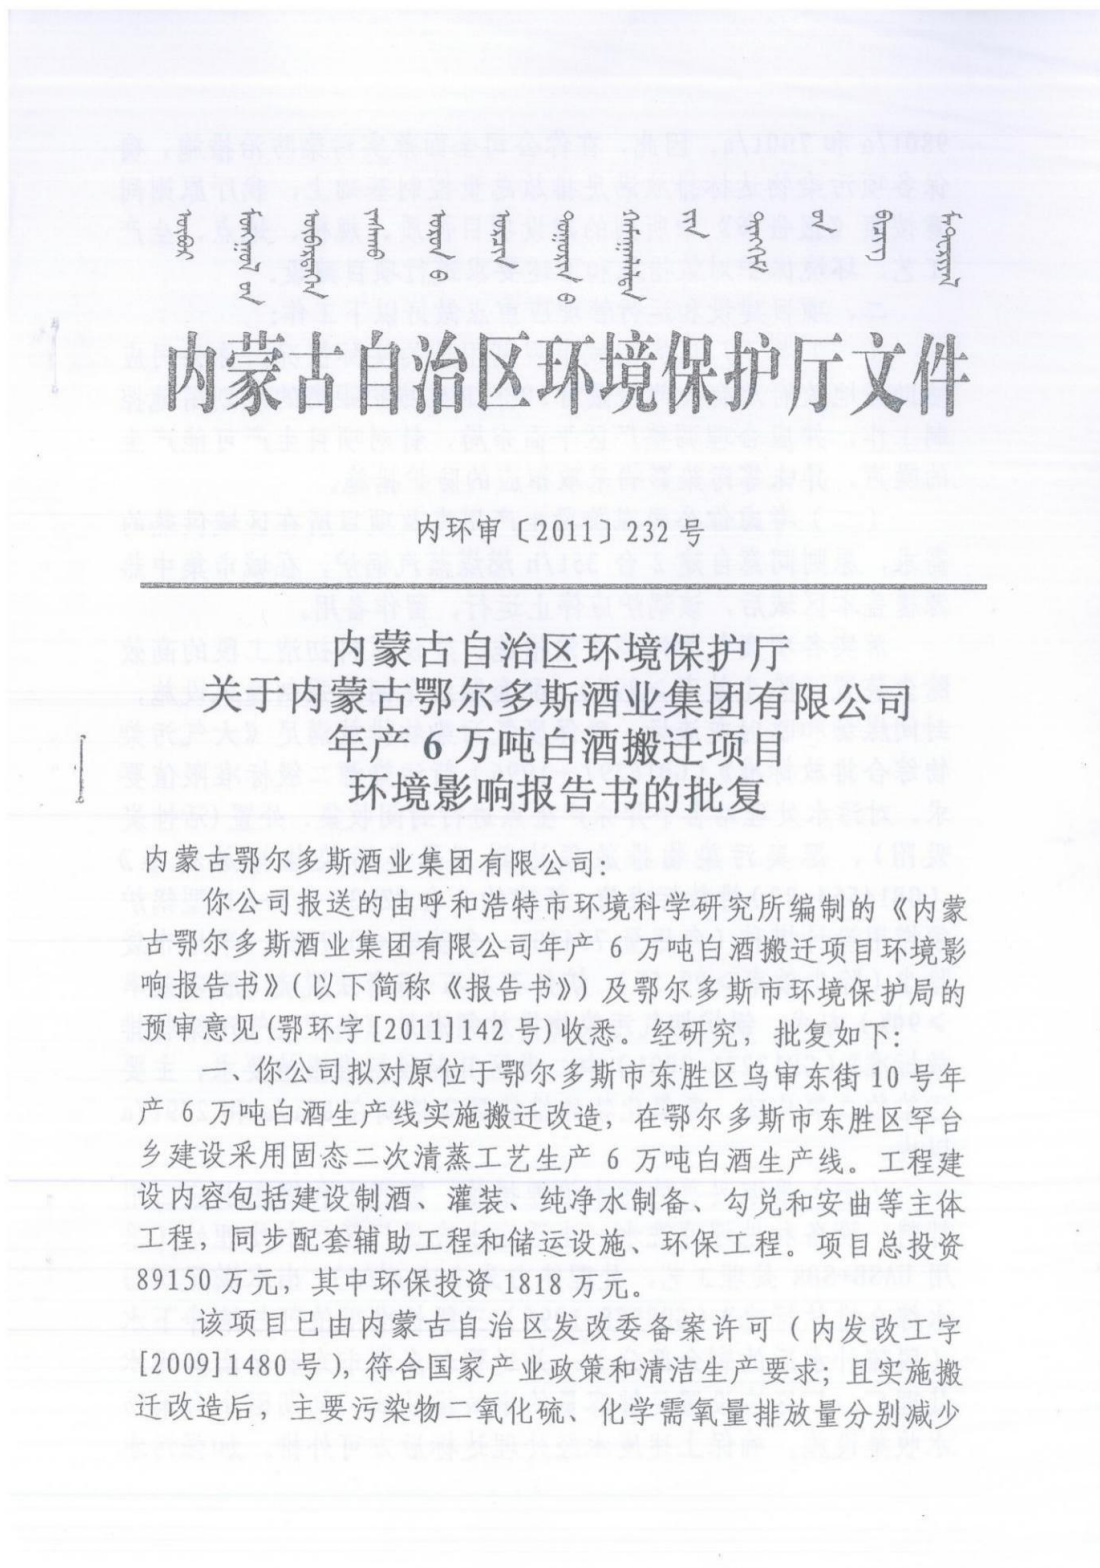 内蒙古自治区环境保护厅文件
内环审〔2011〕232号
内蒙古自治区环境保护厅
关于内蒙古鄂尔多斯酒业集团有限公司
年产6万吨白酒搬迁项目
环境影响报告书的批复
内蒙古鄂尔多斯酒业集团有限公司：
你公司报送的由呼和浩特市环境科学研究所编制的《内蒙
古鄂尔多斯酒业集团有限公司年产 6 万吨白酒搬迁项目环境影
响报告书》(以下简称《报告书》)及鄂尔多斯市环境保护局的
预审意见(鄂环字[2011]142 号)收悉。经研究，批复如下：
一、你公司拟对原位于鄂尔多斯市东胜区乌审东街 10 号年
产 6 万吨白酒生产线实施搬迁改造，在鄂尔多斯市东胜区罕台
乡建设采用固态二次清蒸工艺生产 6 万吨白酒生产线。工程建
设内容包括建设制酒、灌装、纯净水制备、勾兑和安曲等主体
工程，同步配套辅助工程和储运设施、环保工程。项目总投资
89150 万元，其中环保投资 1818 万元。
该项目已由内蒙古自治区发改委备案许可（内发改工字
[2009]1480 号），符合国家产业政策和清洁生产要求；且实施搬
迁改造后，主要污染物二氧化硫、化学需氧量排放量分别减少